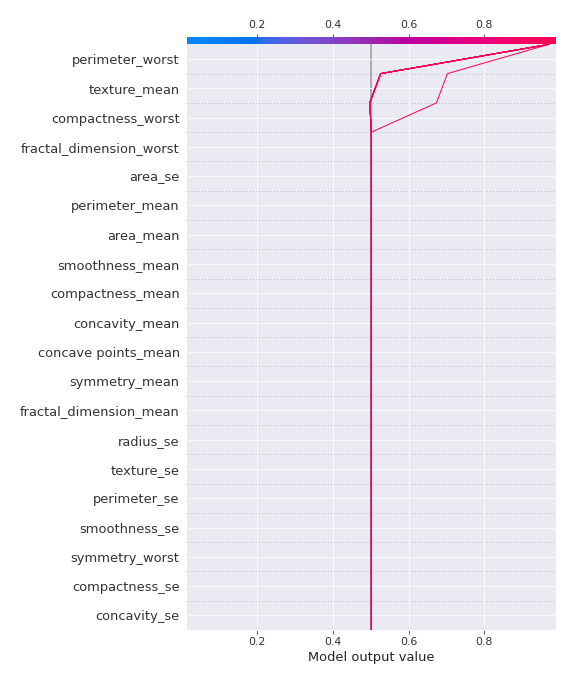 0.2 0.4 0.6 0.8
perimeter_worst
texture_mean
compactness_worst
fractal_dimension_worst
area_se
perimeter_mean
area_mean
smoothness_mean
compactness_mean
concavity_mean
concave points_mean
symmetry_mean
fractal_dimension_mean
radius_se
texture_se
perimeter_se
smoothness_se
symmetry_worst
compactness_se
concavity_se
0.2 0.4 0.6 0.8
Model output value